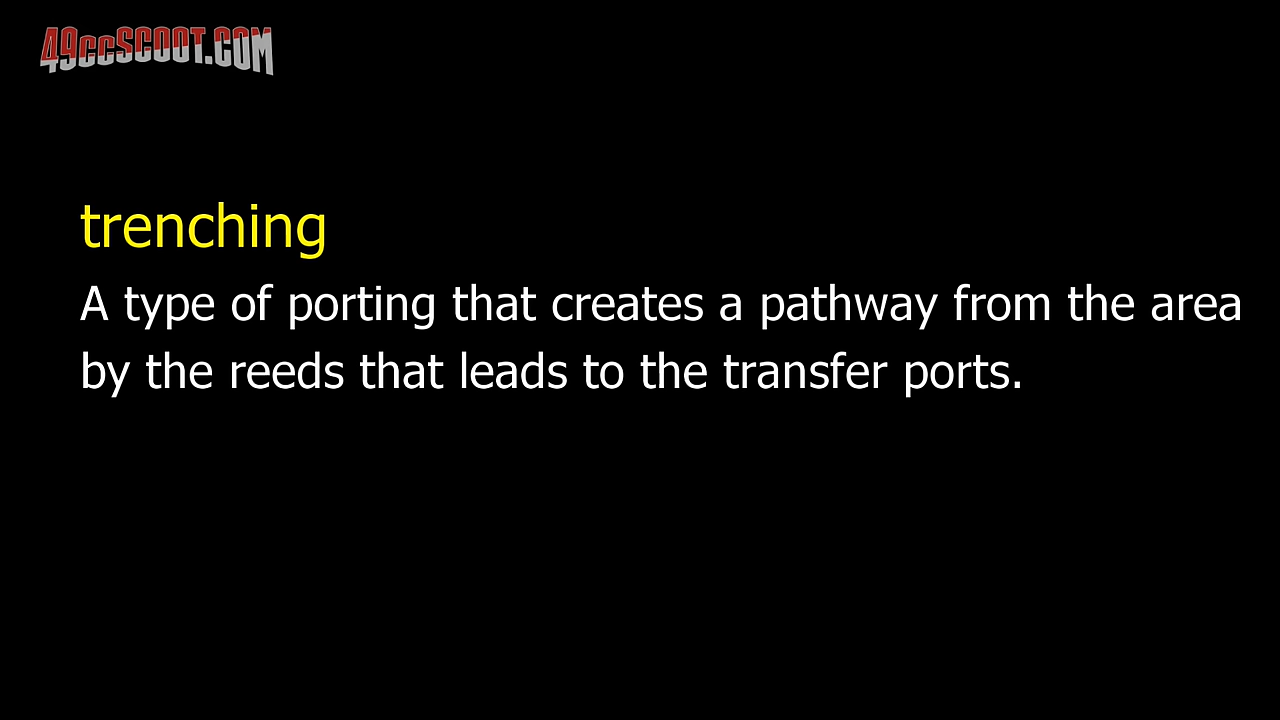 49ccSCOOT.COM
trenching
A type of porting that creates a pathway from the area
by the reeds that leads to the transfer ports.